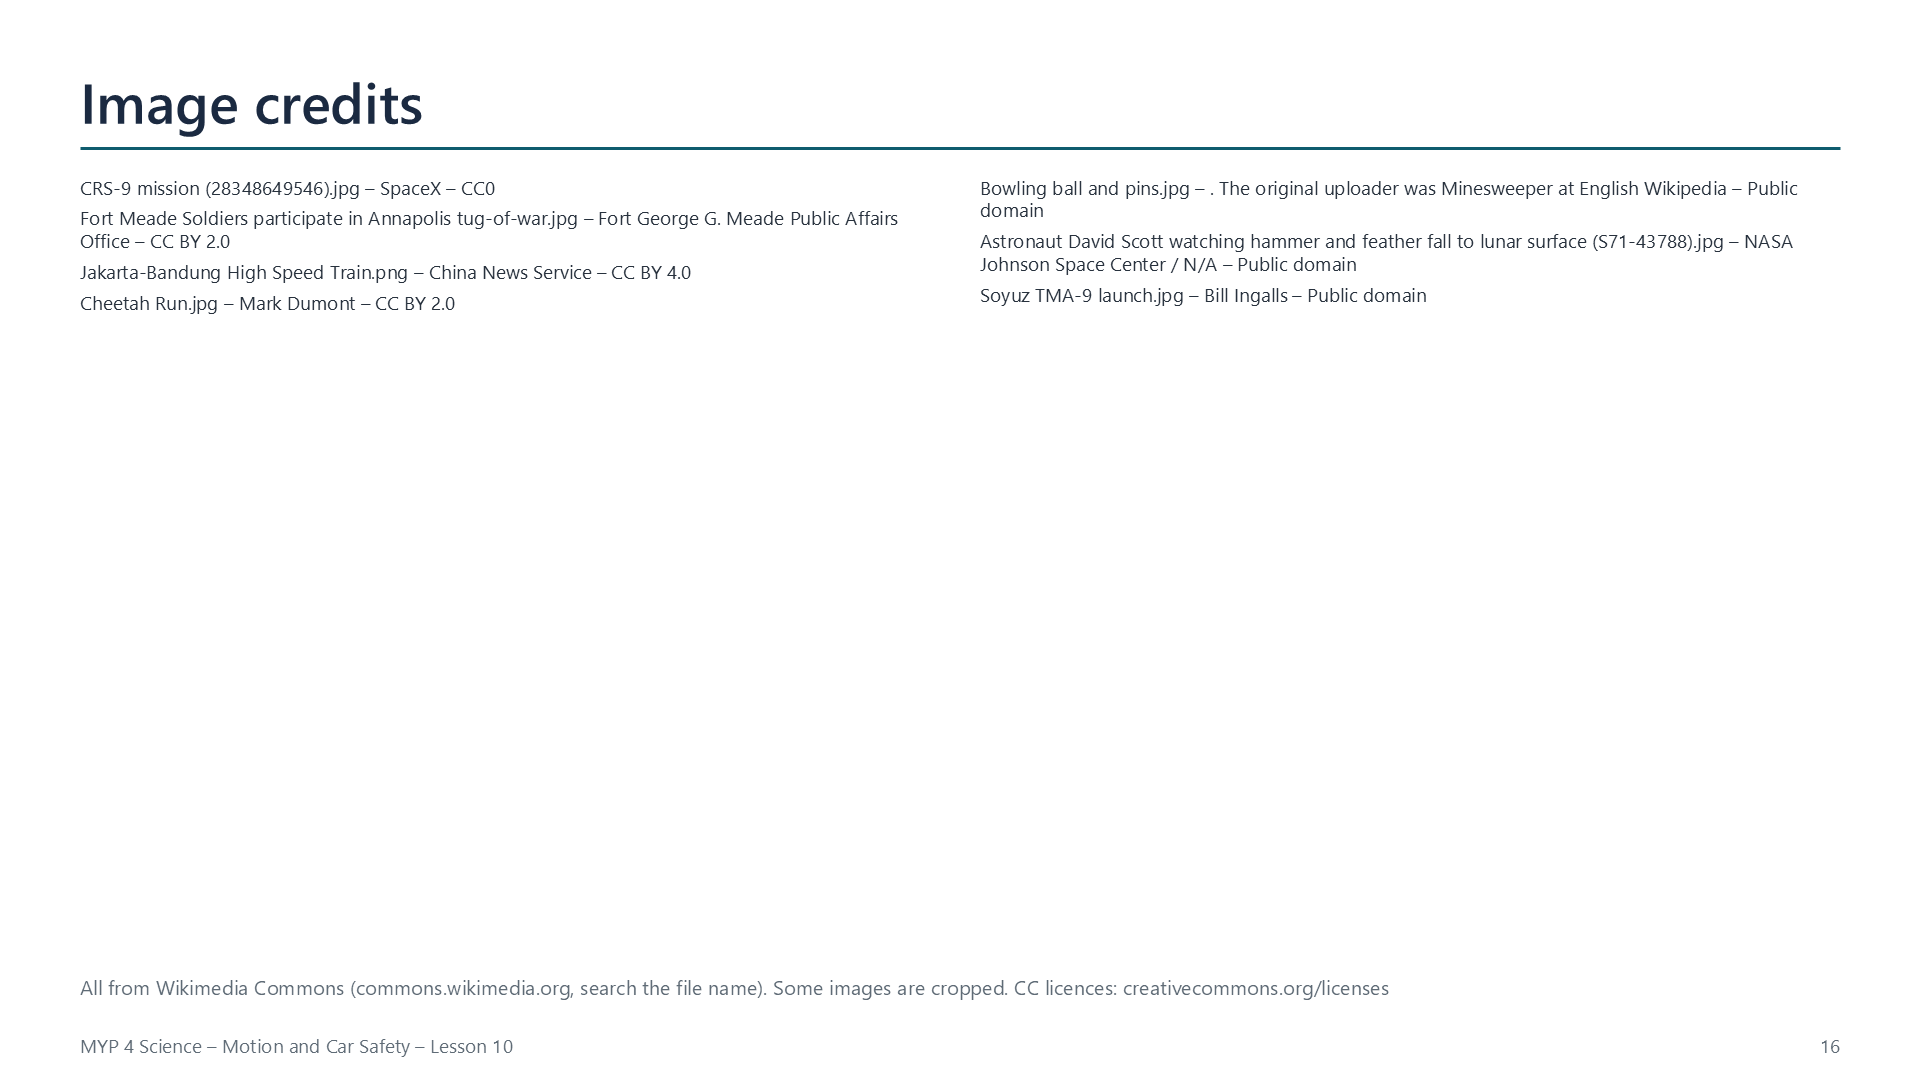 Image credits
CRS-9 mission (28348649546).jpg – SpaceX – CC0
Fort Meade Soldiers participate in Annapolis tug-of-war.jpg – Fort George G. Meade Public Affairs
Office – CC BY 2.0
Jakarta-Bandung High Speed Train.png – China News Service – CC BY 4.0
Cheetah Run.jpg – Mark Dumont – CC BY 2.0
Bowling ball and pins.jpg – . The original uploader was Minesweeper at English Wikipedia – Public
domain
Astronaut David Scott watching hammer and feather fall to lunar surface (S71-43788).jpg – NASA
Johnson Space Center / N/A – Public domain
Soyuz TMA-9 launch.jpg – Bill Ingalls – Public domain
All from Wikimedia Commons (commons.wikimedia.org, search the file name). Some images are cropped. CC licences: creativecommons.org/licenses
MYP 4 Science – Motion and Car Safety – Lesson 10
16